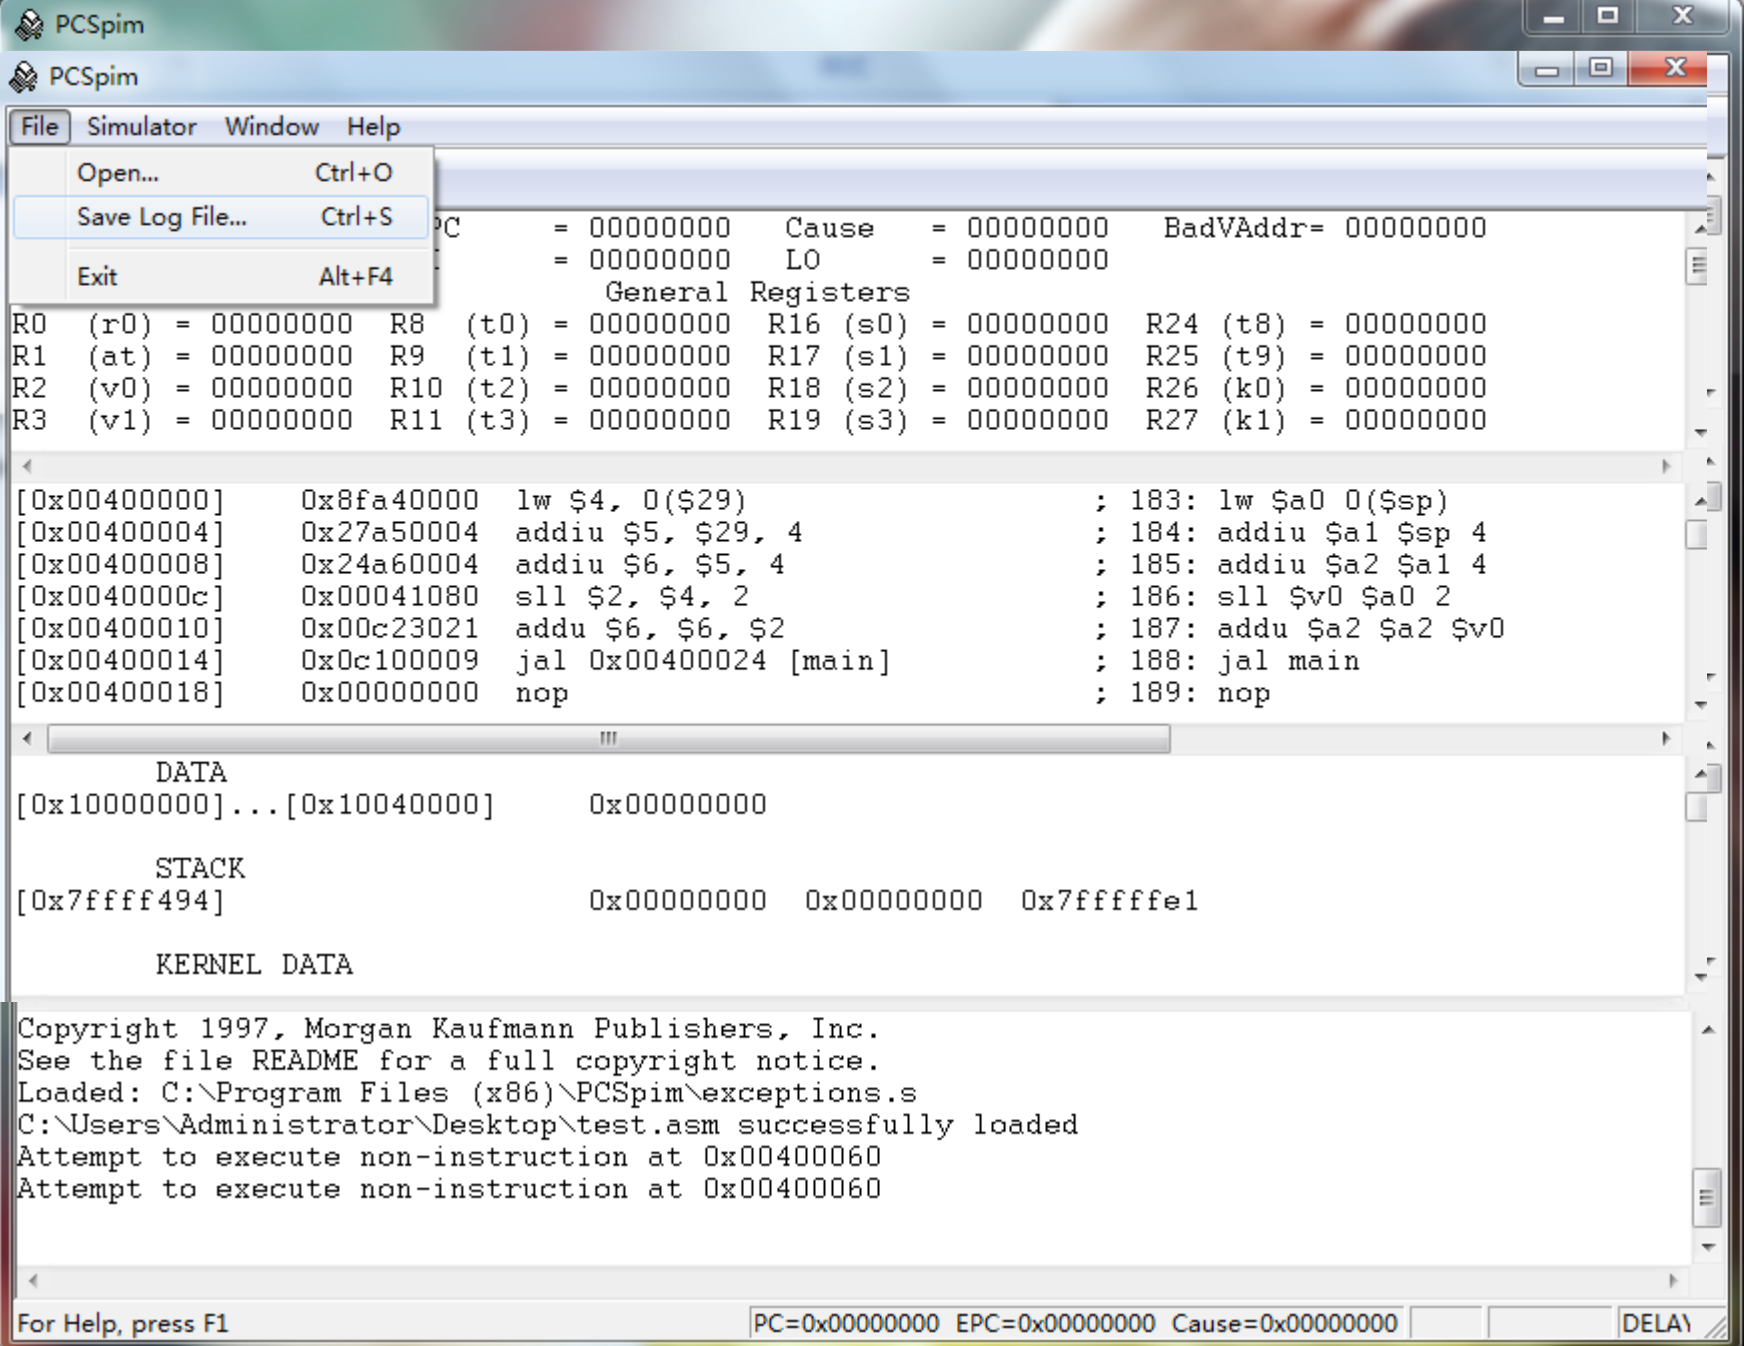 PCSpim
PCSpim
File Simulator Window Help
Open... Ctrl+O
Save Log File... Ctrl+S
Exit Alt+F4
PC = 00000000 Cause = 00000000 BadVAddr= 00000000
= 00000000 LO = 00000000
General Registers
R0 (r0) = 00000000 R8 (t0) = 00000000 R16 (s0) = 00000000 R24 (t8) = 00000000
R1 (at) = 00000000 R9 (t1) = 00000000 R17 (s1) = 00000000 R25 (t9) = 00000000
R2 (v0) = 00000000 R10 (t2) = 00000000 R18 (s2) = 00000000 R26 (k0) = 00000000
R3 (v1) = 00000000 R11 (t3) = 00000000 R19 (s3) = 00000000 R27 (k1) = 00000000
[0x00400000] 0x8fa40000 lw $4, 0($29) ; 183: lw $a0 0($sp)
[0x00400004] 0x27a50004 addiu $5, $29, 4 ; 184: addiu $a1 $sp 4
[0x00400008] 0x24a60004 addiu $6, $5, 4 ; 185: addiu $a2 $a1 4
[0x0040000c] 0x00041080 sll $2, $4, 2 ; 186: sll $v0 $a0 2
[0x00400010] 0x00c23021 addu $6, $6, $2 ; 187: addu $a2 $a2 $v0
[0x00400014] 0x0c100009 jal 0x00400024 [main] ; 188: jal main
[0x00400018] 0x00000000 nop ; 189: nop
DATA
[0x10000000]...[0x10040000] 0x00000000
STACK
[0x7ffff494] 0x00000000 0x00000000 0x7fffffe1
KERNEL DATA
Copyright 1997, Morgan Kaufmann Publishers, Inc.
See the file README for a full copyright notice.
Loaded: C:\Program Files (x86)\PCSpim\exceptions.s
C:\Users\Administrator\Desktop\test.asm successfully loaded
Attempt to execute non-instruction at 0x00400060
Attempt to execute non-instruction at 0x00400060
For Help, press F1 PC=0x00000000 EPC=0x00000000 Cause=0x00000000 DELAY